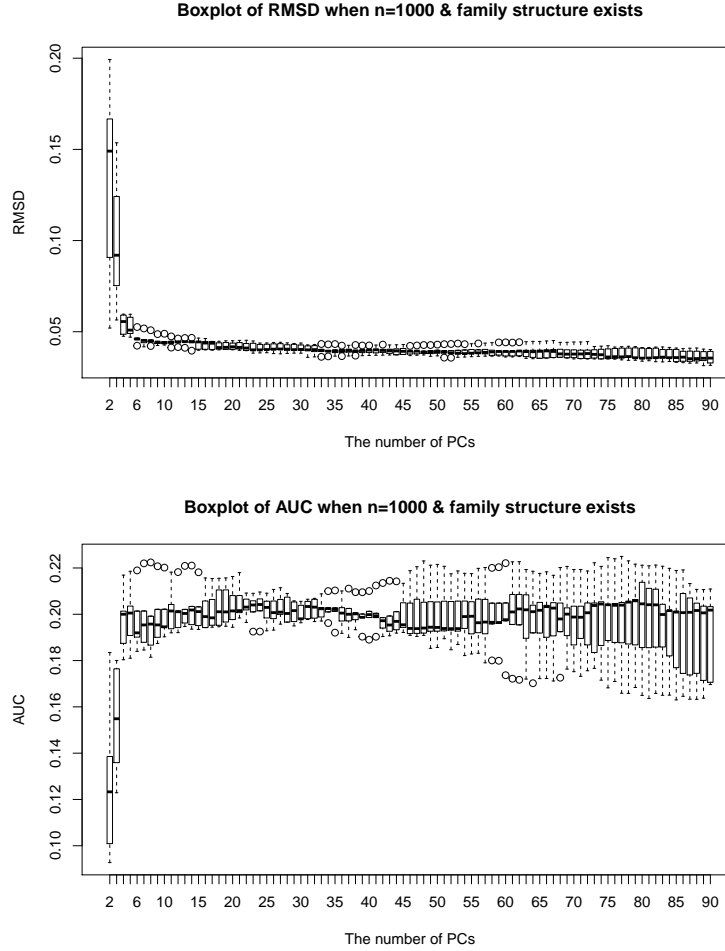 Boxplot of RMSD when n=1000 & family structure exists
0.20
0.15
0.10
0.05
RMSD
2 6 10 15 20 25 30 35 40 45 50 55 60 65 70 75 80 85 90
The number of PCs
Boxplot of AUC when n=1000 & family structure exists
0.22
0.20
0.18
0.16
0.14
0.12
0.10
AUC
2 6 10 15 20 25 30 35 40 45 50 55 60 65 70 75 80 85 90
The number of PCs